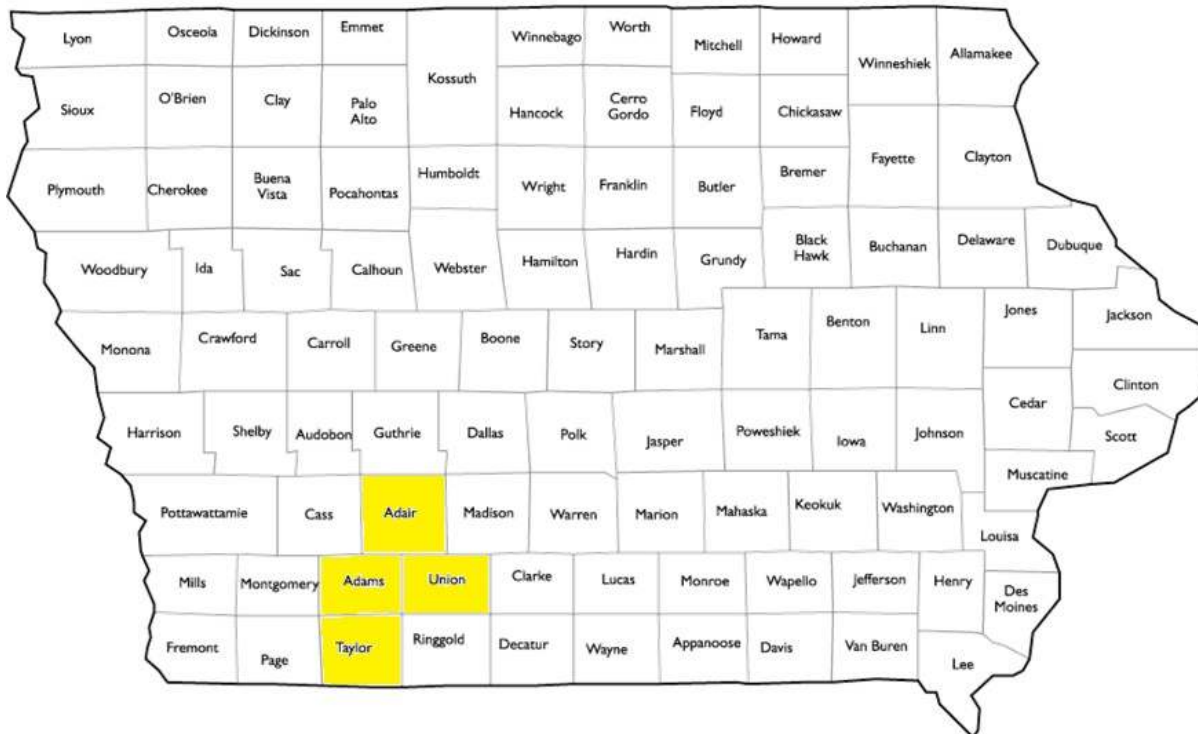 Lyon
Osceola
Dickinson
Emmet
Kossuth
Winnebago
Worth
Mitchell
Howard
Winneshiek
Allamakee
Sioux
O'Brien
Clay
Palo
Alto
Hancock
Cerro
Gordo
Floyd
Chickasaw
Fayette
Clayton
Plymouth
Cherokee
Buena
Vista
Pocahontas
Humboldt
Wright
Franklin
Butler
Bremer
Woodbury
Ida
Sac
Calhoun
Webster
Hamilton
Hardin
Grundy
Black
Hawk
Buchanan
Delaware
Dubuque
Monona
Crawford
Carroll
Greene
Boone
Story
Marshall
Tama
Benton
Linn
Jones
Jackson
Clinton
Cedar
Scott
Harrison
Shelby
Audobon
Guthrie
Dallas
Polk
Jasper
Poweshiek
Iowa
Johnson
Muscatine
Pottawattamie
Cass
Adair
Madison
Warren
Marion
Mahaska
Keokuk
Washington
Louisa
Mills
Montgomery
Adams
Union
Clarke
Lucas
Monroe
Wapello
Jefferson
Henry
Des
Moines
Fremont
Page
Taylor
Ringgold
Decatur
Wayne
Appanoose
Davis
Van Buren
Lee